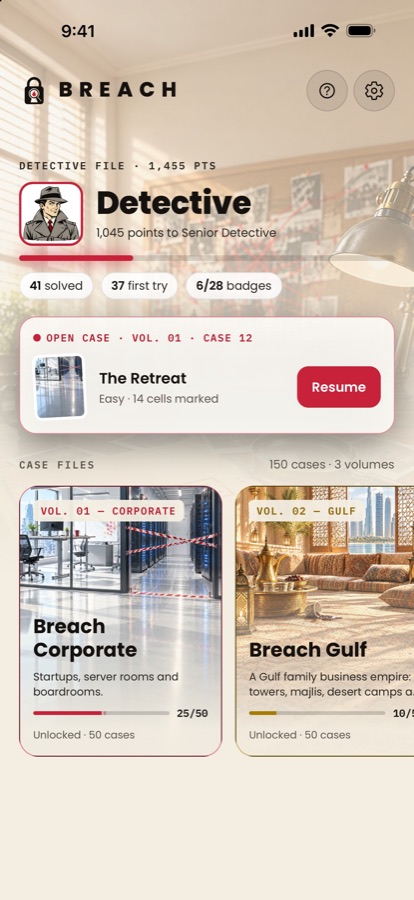 9:41
BREACH
DETECTIVE FILE · 1,455 PTS
Detective
1,045 points to Senior Detective
41 solved
37 first try
6/28 badges
OPEN CASE · VOL. 01 · CASE 12
The Retreat
Easy · 14 cells marked
Resume
CASE FILES
150 cases · 3 volumes
VOL. 01 — CORPORATE
Breach
Corporate
Startups, server rooms and
boardrooms.
25/50
Unlocked · 50 cases
VOL. 02 — GULF
Breach Gulf
A Gulf family business empire:
towers, majlis, desert camps a
10/5
Unlocked · 50 cases